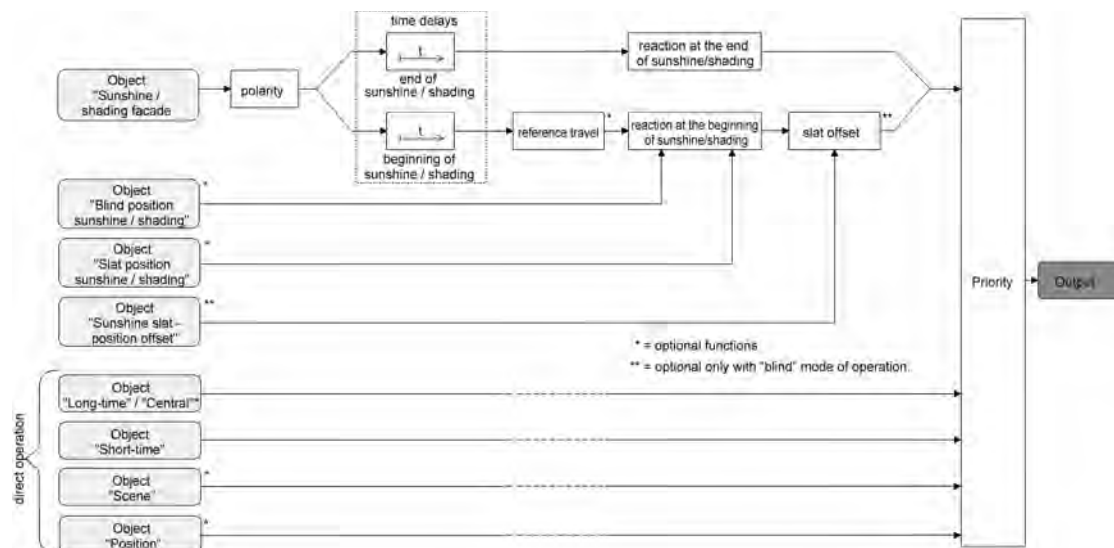 time delays
t
end of
sunshine / shading
reaction at the end
of sunshine/shading
Object
"Sunshine /
shading facade
polarity
t
beginning of
sunshine / shading
reference travel
*
reaction at the beginning
of sunshine/shading
slat offset
**
Object
"Blind position
sunshine / shading"
*
Object
"Slat position
sunshine / shading"
*
Object
"Sunshine slat-
position offset"
**
Priority
Output
* = optional functions
** = optional only with "blind" mode of operation.
direct operation
Object
"Long-time" / "Central"*
Object
"Short-time"
Object
"Scene"
*
Object
"Position"
*